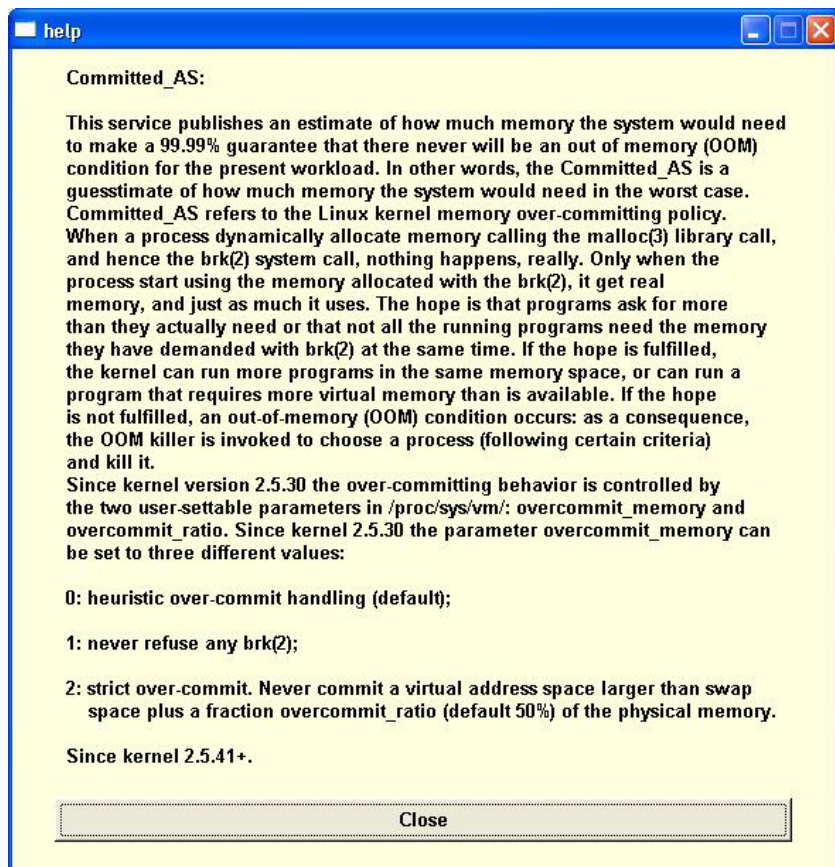 help
Committed_AS:
This service publishes an estimate of how much memory the system would need
to make a 99.99% guarantee that there never will be an out of memory (OOM)
condition for the present workload. In other words, the Committed_AS is a
guesstimate of how much memory the system would need in the worst case.
Committed_AS refers to the Linux kernel memory over-committing policy.
When a process dynamically allocate memory calling the malloc(3) library call,
and hence the brk(2) system call, nothing happens, really. Only when the
process start using the memory allocated with the brk(2), it get real
memory, and just as much it uses. The hope is that programs ask for more
than they actually need or that not all the running programs need the memory
they have demanded with brk(2) at the same time. If the hope is fulfilled,
the kernel can run more programs in the same memory space, or can run a
program that requires more virtual memory than is available. If the hope
is not fulfilled, an out-of-memory (OOM) condition occurs: as a consequence,
the OOM killer is invoked to choose a process (following certain criteria)
and kill it.
Since kernel version 2.5.30 the over-committing behavior is controlled by
the two user-settable parameters in /proc/sys/vm/: overcommit_memory and
overcommit_ratio. Since kernel 2.5.30 the parameter overcommit_memory can
be set to three different values:
0: heuristic over-commit handling (default);
1: never refuse any brk(2);
2: strict over-commit. Never commit a virtual address space larger than swap
space plus a fraction overcommit_ratio (default 50%) of the physical memory.
Since kernel 2.5.41+.
Close